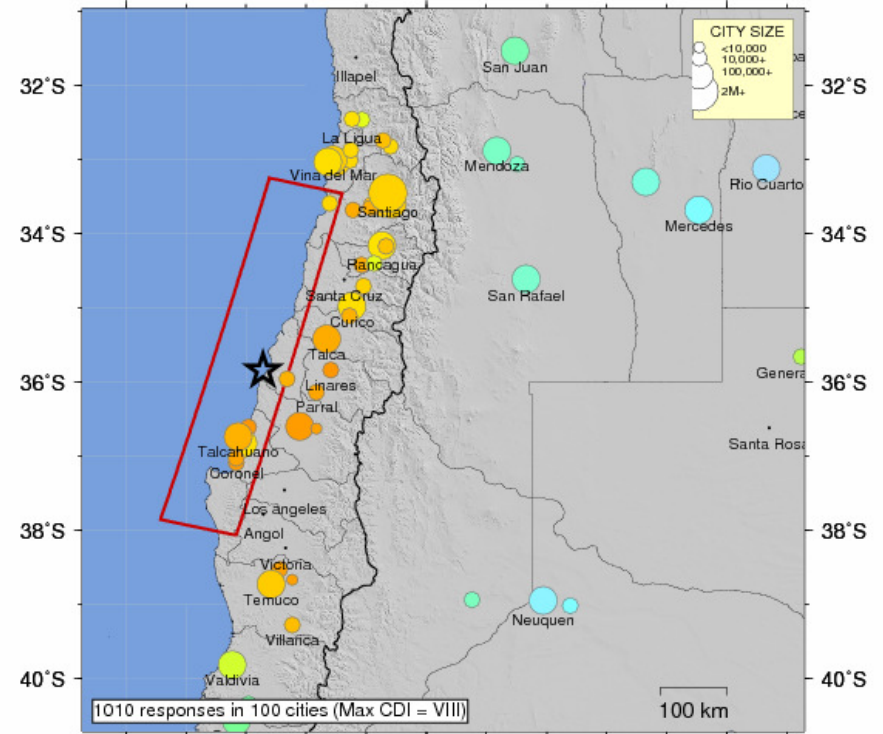 CITY SIZE
<10,000
10,000+
100,000+
2M+
32°S
32°S
34°S
34°S
36°S
36°S
38°S
38°S
40°S
40°S
Illapel
San Juan
La Ligua
Vina del Mar
Mendoza
Rio Cuarto
Santiago
Mercedes
Rancagua
Santa Cruz
San Rafael
Curico
Talca
Linares
Genera
Parral
Talcahuano
Santa Rosa
Coronel
Los angeles
Angol
Victoria
Temuco
Neuquen
Villarica
Valdivia
1010 responses in 100 cities (Max CDI = VIII)
100 km